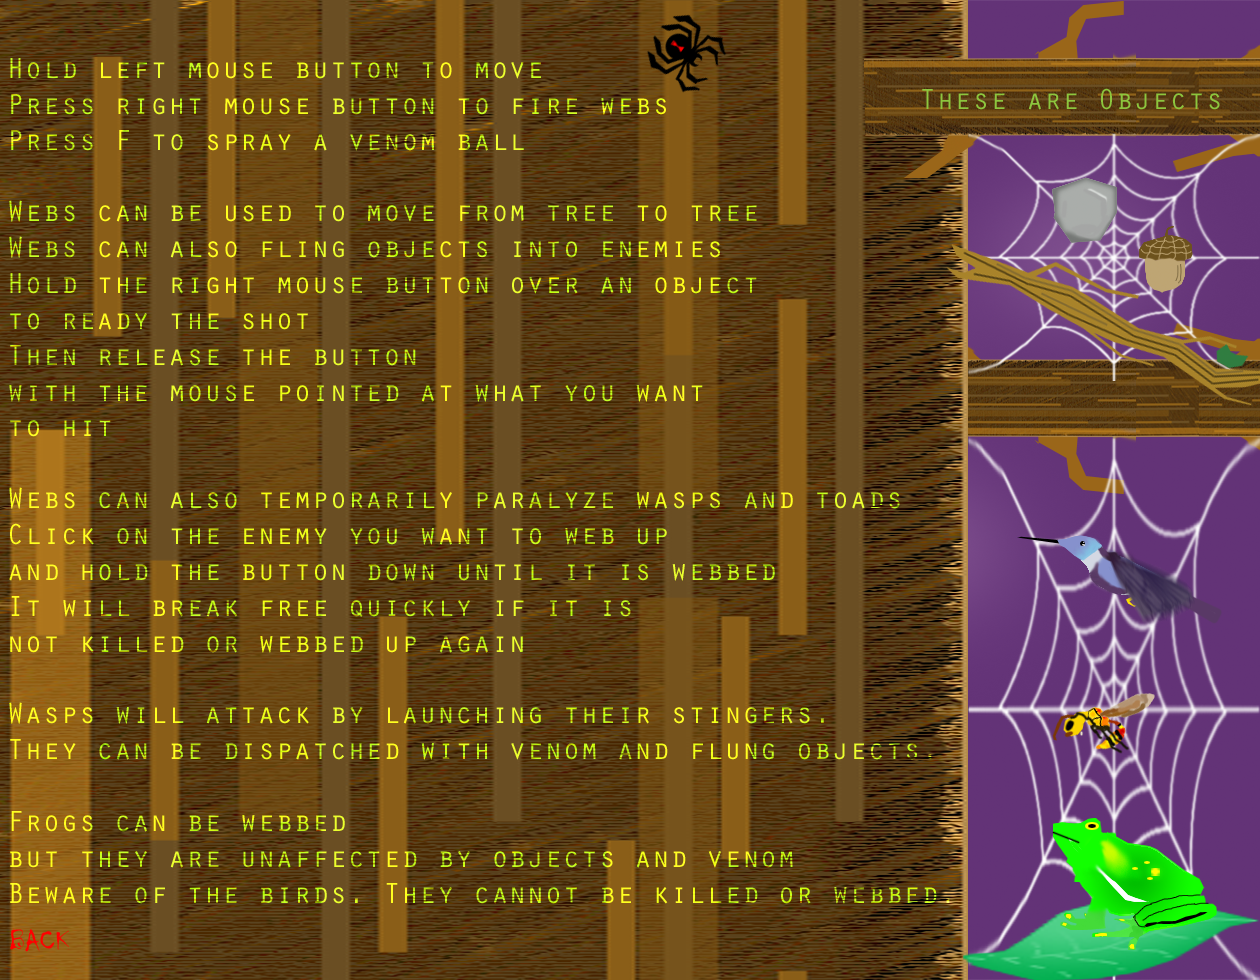 Hold left mouse button to move
Press right mouse button to fire webs
Press F to spray a venom ball
Webs can be used to move from tree to tree
Webs can also fling objects into enemies
Hold the right mouse button over an object
to ready the shot
Then release the button
with the mouse pointed at what you want
to hit
Webs can also temporarily paralyze wasps and toads
Click on the enemy you want to web up
and hold the button down until it is webbed
It will break free quickly if it is
not killed or webbed up again
Wasps will attack by launching their stingers.
They can be dispatched with venom and flung objects.
Frogs can be webbed
but they are unaffected by objects and venom
Beware of the birds. They cannot be killed or webbed.
Back
These are Objects